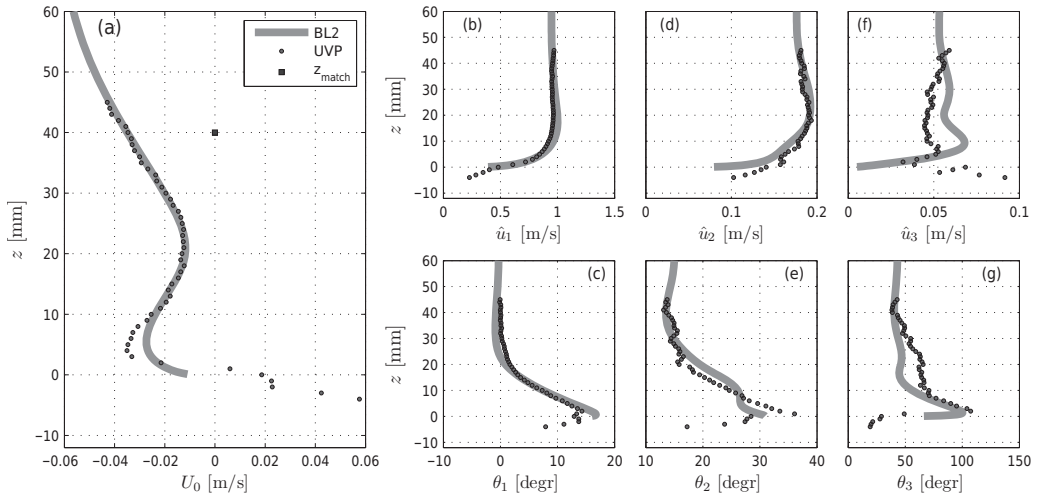 (a)
BL2
UVP
z_match
60
50
40
30
20
10
0
−10
z [mm]
−0.06 −0.04 −0.02 0 0.02 0.04 0.06
U_0 [m/s]
(b)
60
50
40
30
20
10
0
−10
z [mm]
0 0.5 1 1.5
û_1 [m/s]
(d)
0 0.1 0.2
û_2 [m/s]
(f)
0 0.05 0.1
û_3 [m/s]
(c)
60
50
40
30
20
10
0
−10
z [mm]
−10 0 10 20
θ_1 [degr]
(e)
10 20 30 40
θ_2 [degr]
(g)
0 50 100 150
θ_3 [degr]